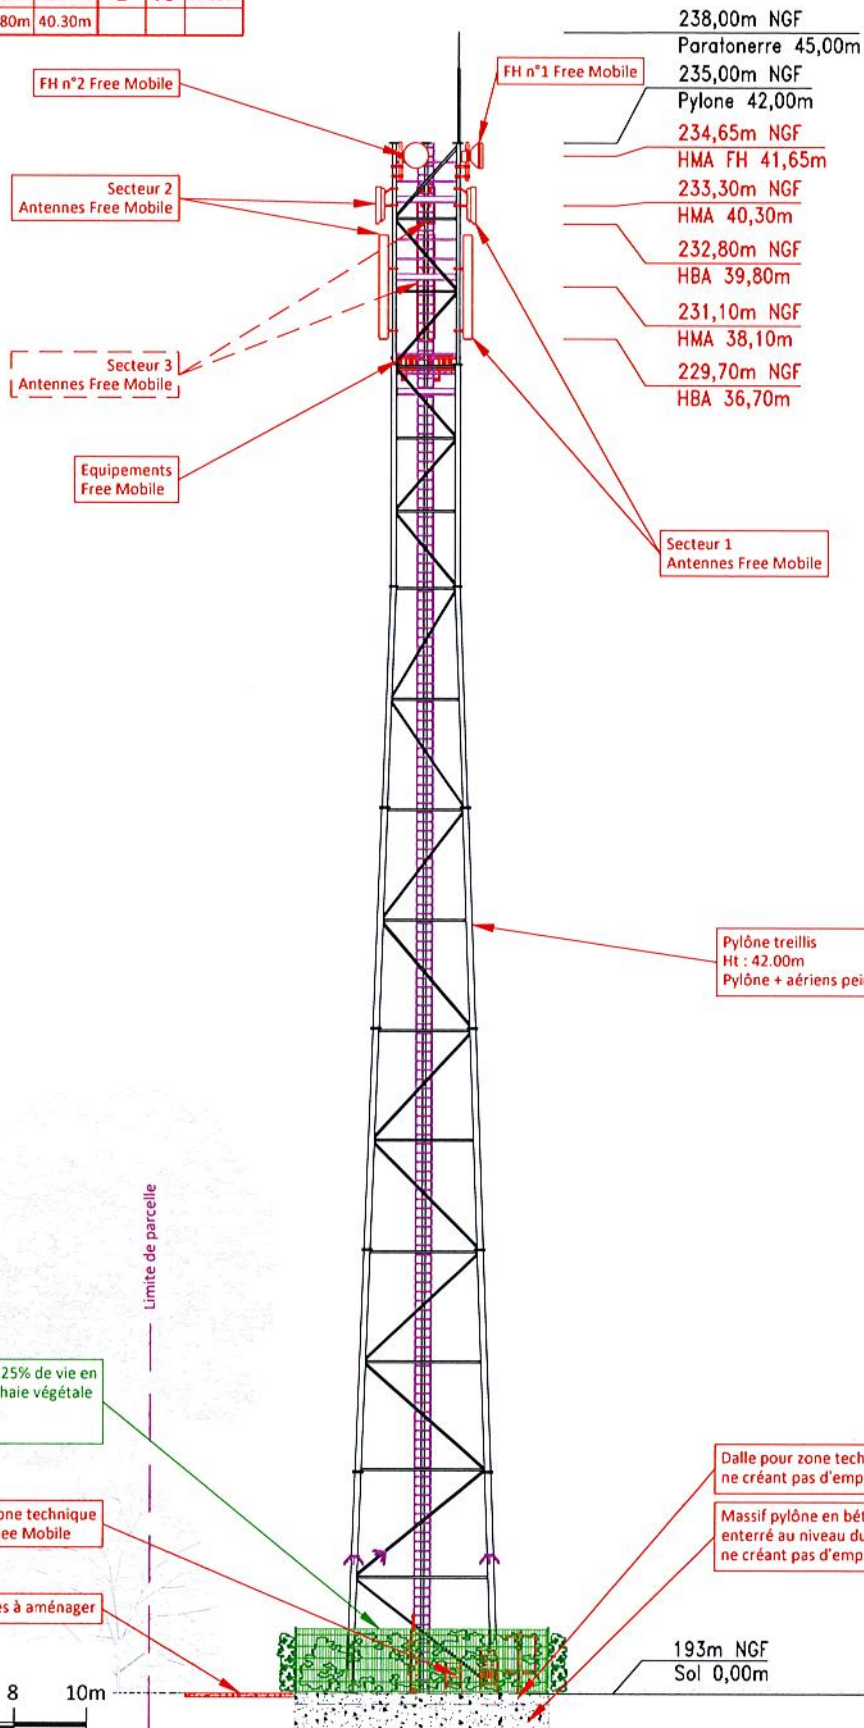 80m 40.30m
238,00m NGF
Paratonerre 45,00m
FH n°2 Free Mobile
FH n°1 Free Mobile
235,00m NGF
Pylone 42,00m
234,65m NGF
HMA FH 41,65m
Secteur 2
Antennes Free Mobile
233,30m NGF
HMA 40,30m
232,80m NGF
HBA 39,80m
231,10m NGF
HMA 38,10m
Secteur 3
Antennes Free Mobile
229,70m NGF
HBA 36,70m
Equipements
Free Mobile
Secteur 1
Antennes Free Mobile
Pylône treillis
Ht : 42.00m
Pylône + aériens pei
Limite de parcelle
25% de vie en
haie végétale
Dalle pour zone tech
ne créant pas d'emp
one technique
ee Mobile
Massif pylône en bét
enterré au niveau du
ne créant pas d'emp
es à aménager
193m NGF
Sol 0,00m
8 10m